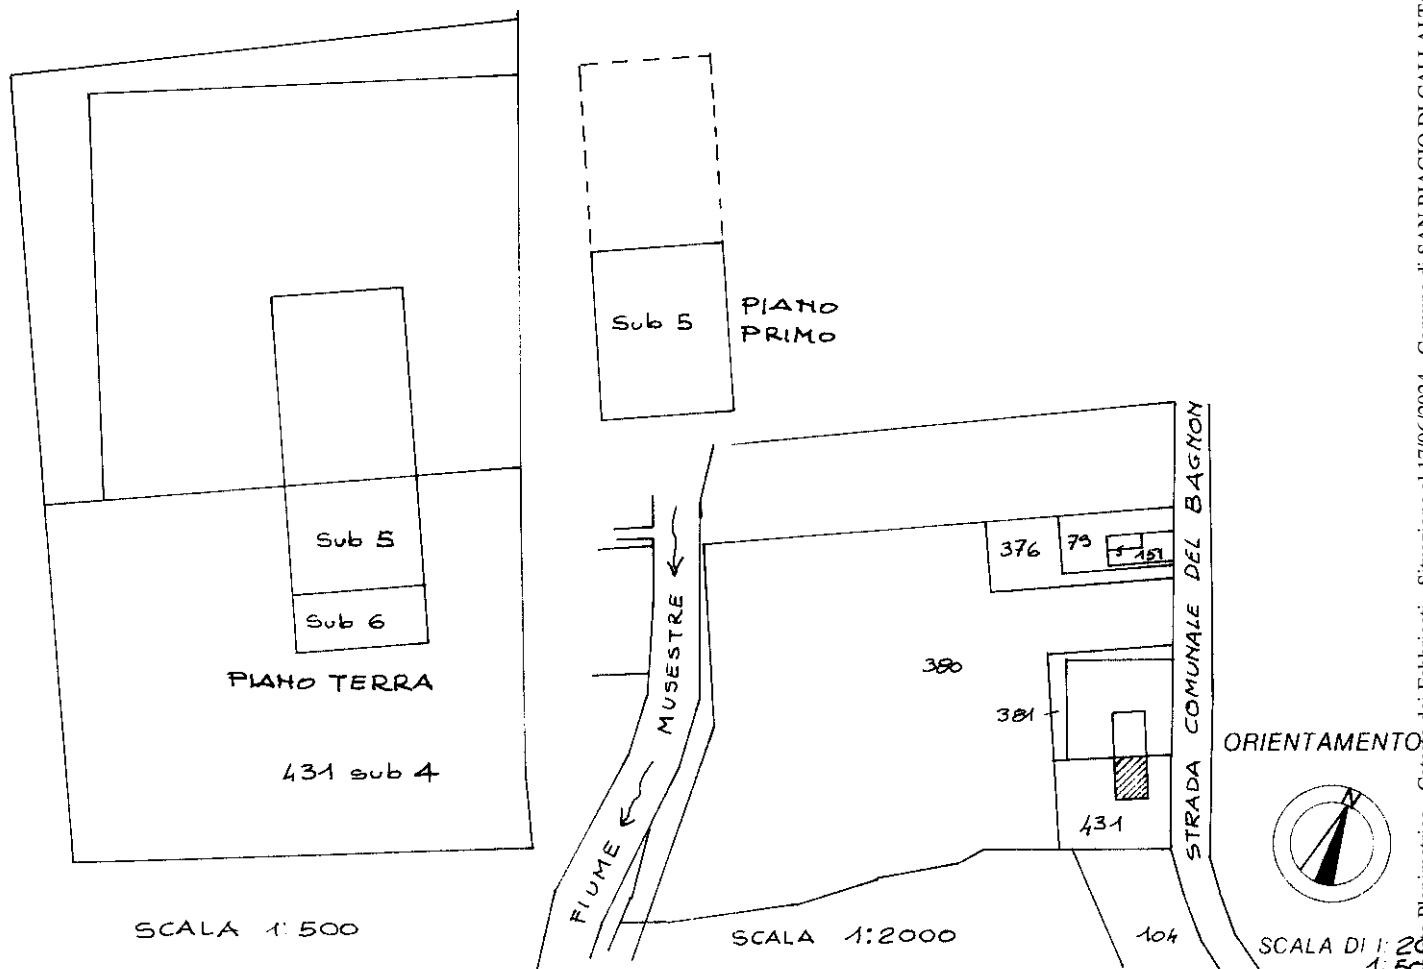 Sub 5
PIANO
PRIMO
Sub 5
Sub 6
PIANO TERRA
431 sub 4
SCALA 1:500
FIUME MUSESTRE
376
79
151
380
381
431
104
STRADA COMUNALE DEL BAGNON
SCALA 1:2000
ORIENTAMENTO
N
SCALA DI 1: